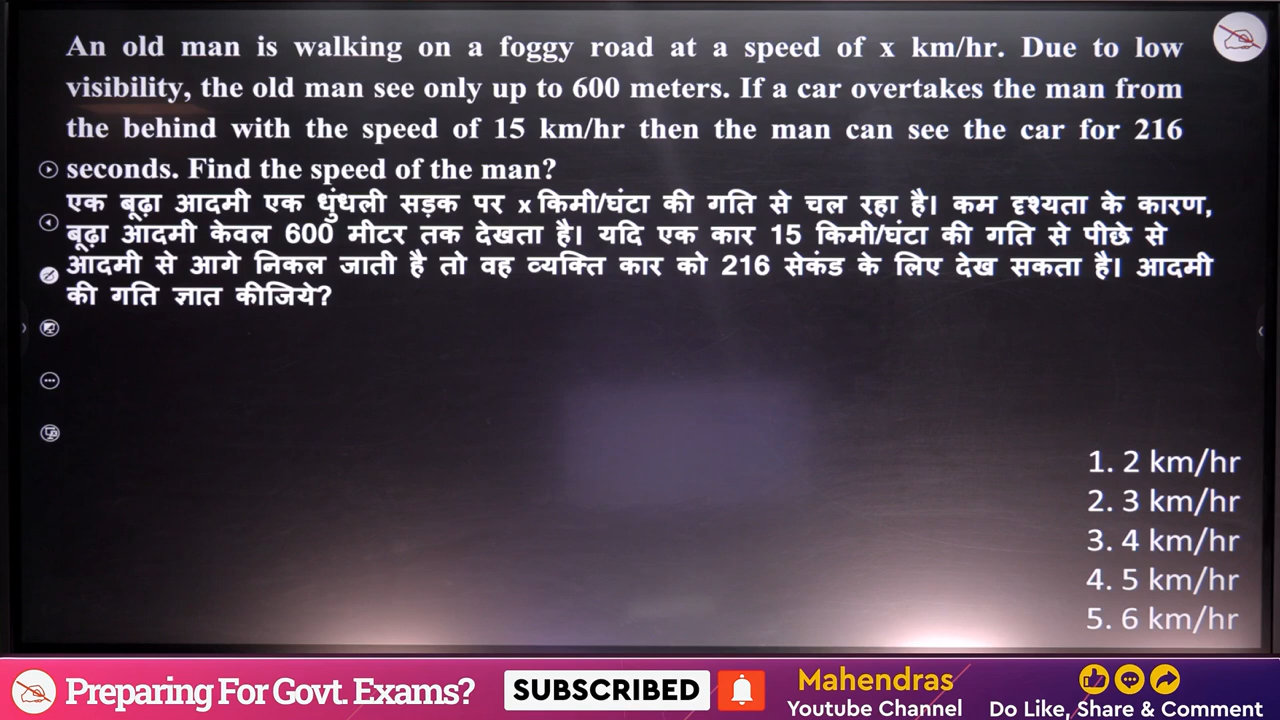 An old man is walking on a foggy road at a speed of x km/hr. Due to low
visibility, the old man see only up to 600 meters. If a car overtakes the man from
the behind with the speed of 15 km/hr then the man can see the car for 216
seconds. Find the speed of the man?
एक बूढ़ा आदमी एक धुंधली सड़क पर x किमी/घंटा की गति से चल रहा है। कम दृश्यता के कारण,
बूढ़ा आदमी केवल 600 मीटर तक देखता है। यदि एक कार 15 किमी/घंटा की गति से पीछे से
आदमी से आगे निकल जाती है तो वह व्यक्ति कार को 216 सेकंड के लिए देख सकता है। आदमी
की गति ज्ञात कीजिये?
1. 2 km/hr
2. 3 km/hr
3. 4 km/hr
4. 5 km/hr
5. 6 km/hr
Preparing For Govt. Exams?
SUBSCRIBED
Mahendras
Youtube Channel
Do Like, Share & Comment